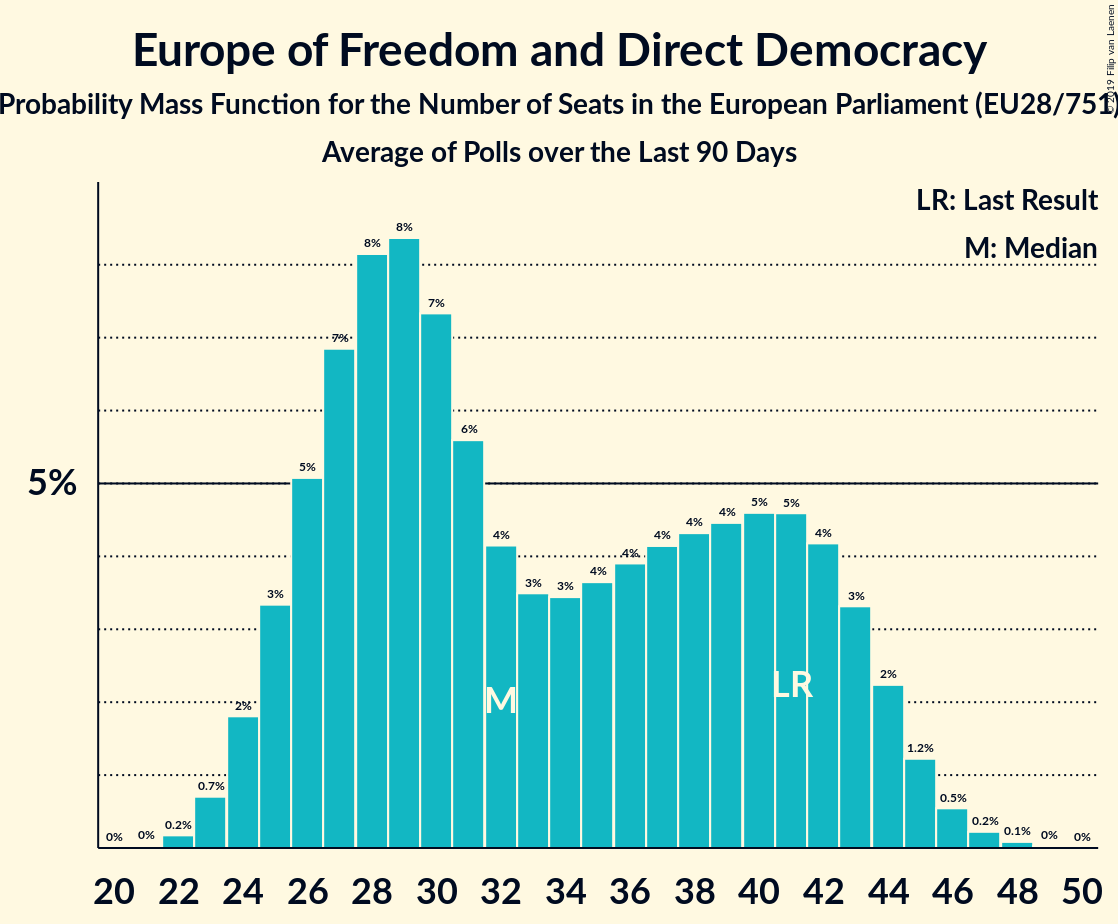 Europe of Freedom and Direct Democracy
Probability Mass Function for the Number of Seats in the European Parliament (EU28/751)
Average of Polls over the Last 90 Days
© 2019 Filip van Laenen
LR: Last Result
M: Median
5%
0% 0% 0.2% 0.7% 2% 3% 5% 7% 8% 8% 7% 6% 4% 3% 3% 4% 4% 4% 4% 4% 5% 5% 4% 3% 2% 1.2% 0.5% 0.2% 0.1% 0% 0%
M LR
20 22 24 26 28 30 32 34 36 38 40 42 44 46 48 50